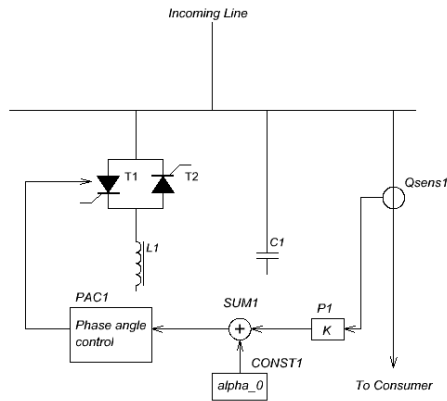 Incoming Line
T1
T2
Qsens1
L1
C1
PAC1
SUM1
P1
Phase angle
control
+
K
CONST1
alpha_0
To Consumer